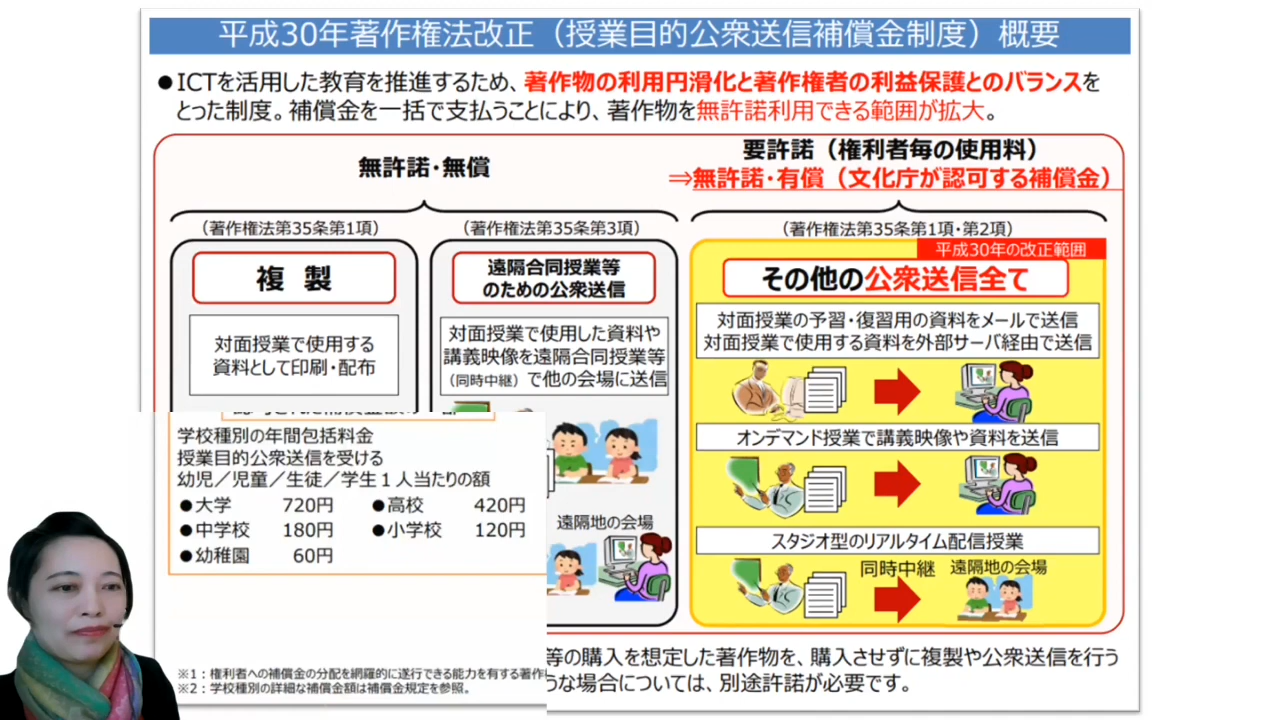 平成30年著作権法改正（授業目的公衆送信補償金制度）概要
●ICTを活用した教育を推進するため、著作物の利用円滑化と著作権者の利益保護とのバランスを
とった制度。補償金を一括で支払うことにより、著作物を無許諾利用できる範囲が拡大。
無許諾・無償
要許諾（権利者毎の使用料）
⇒無許諾・有償（文化庁が認可する補償金）
（著作権法第35条第1項）
（著作権法第35条第3項）
（著作権法第35条第1項・第2項）
平成30年の改正範囲
複 製
対面授業で使用する
資料として印刷・配布
遠隔合同授業等
のための公衆送信
対面授業で使用した資料や
講義映像を遠隔合同授業等
（同時中継）で他の会場に送信
遠隔地の会場
その他の公衆送信全て
対面授業の予習・復習用の資料をメールで送信
対面授業で使用する資料を外部サーバ経由で送信
オンデマンド授業で講義映像や資料を送信
スタジオ型のリアルタイム配信授業
同時中継 遠隔地の会場
学校種別の年間包括料金
授業目的公衆送信を受ける
幼児／児童／生徒／学生１人当たりの額
●大学 720円 ●高校 420円
●中学校 180円 ●小学校 120円
●幼稚園 60円
※1：権利者への補償金の分配を網羅的に遂行できる能力を有する著作
※2：学校種別の詳細な補償金額は補償金規定を参照。
等の購入を想定した著作物を、購入させずに複製や公衆送信を行う
うな場合については、別途許諾が必要です。